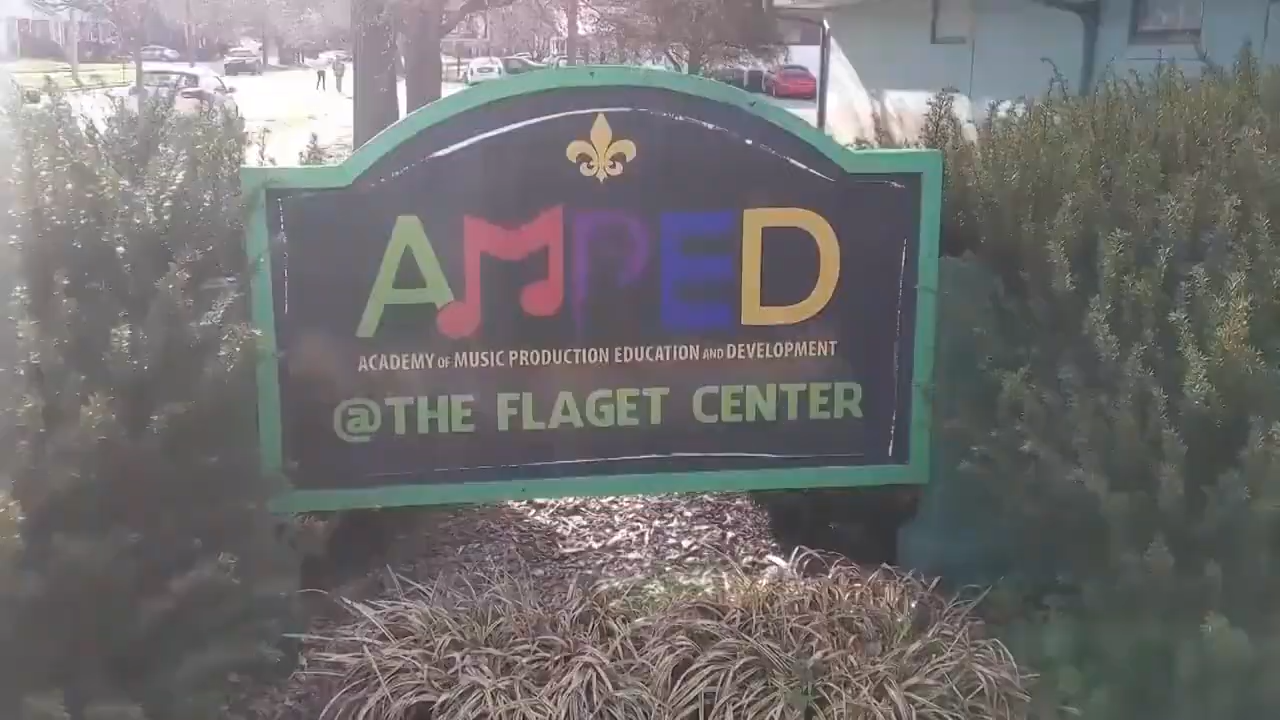 AMPED
ACADEMY OF MUSIC PRODUCTION EDUCATION AND DEVELOPMENT
@THE FLAGET CENTER